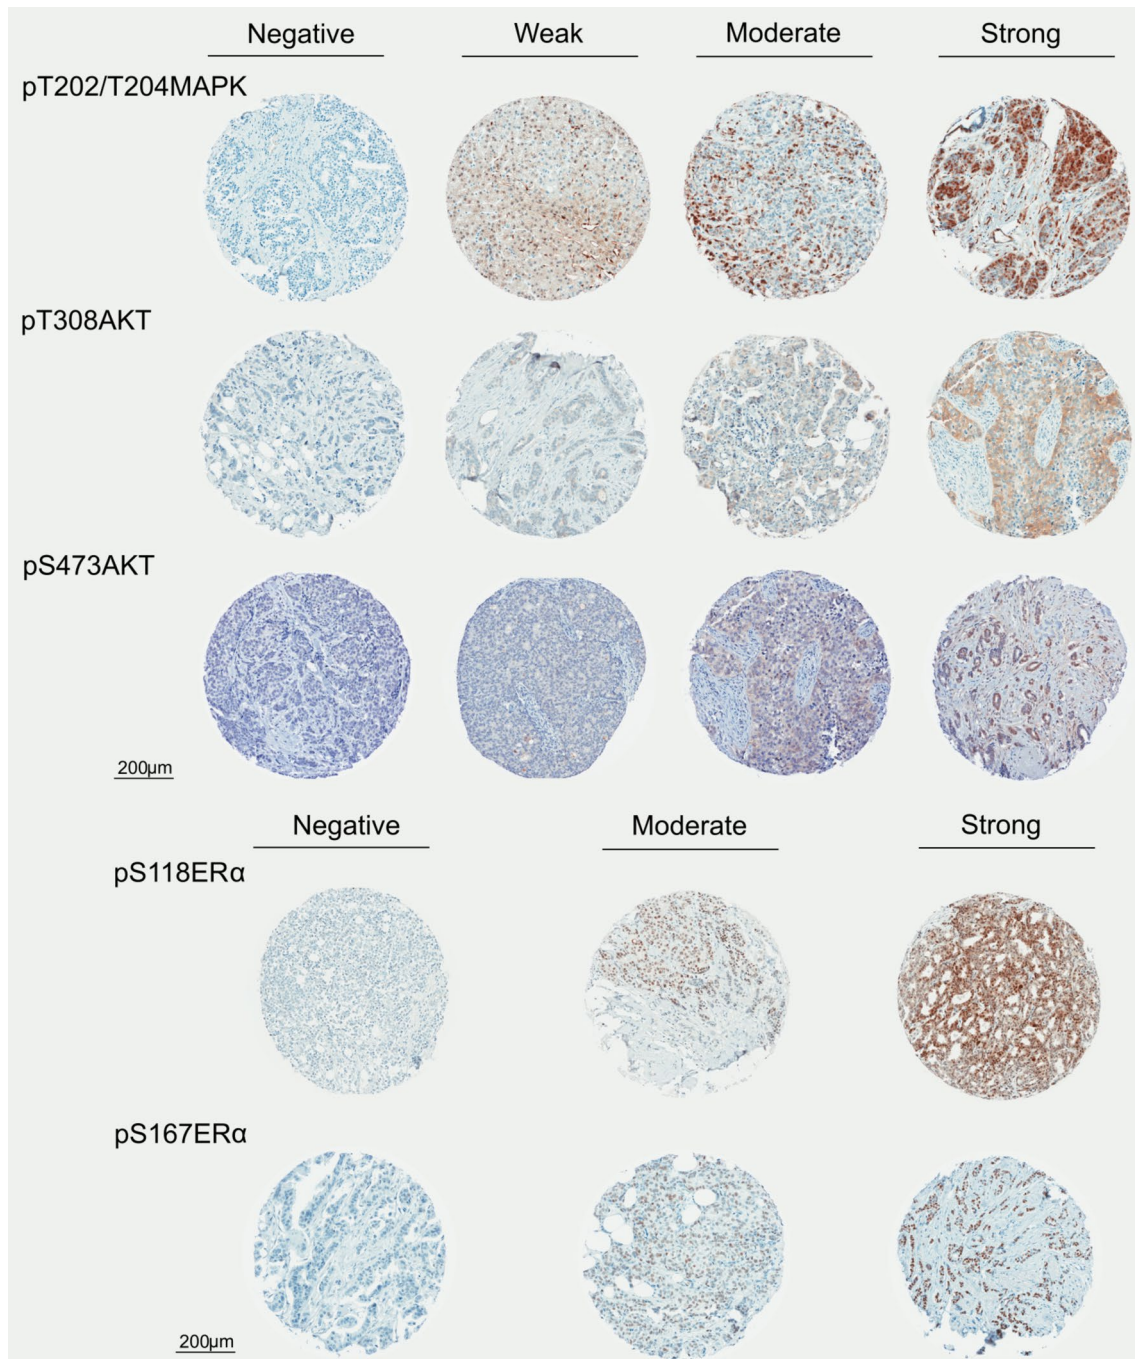 Negative Weak Moderate Strong
pT202/T204MAPK
pT308AKT
pS473AKT
200µm
Negative Moderate Strong
pS118ERα
pS167ERα
200µm